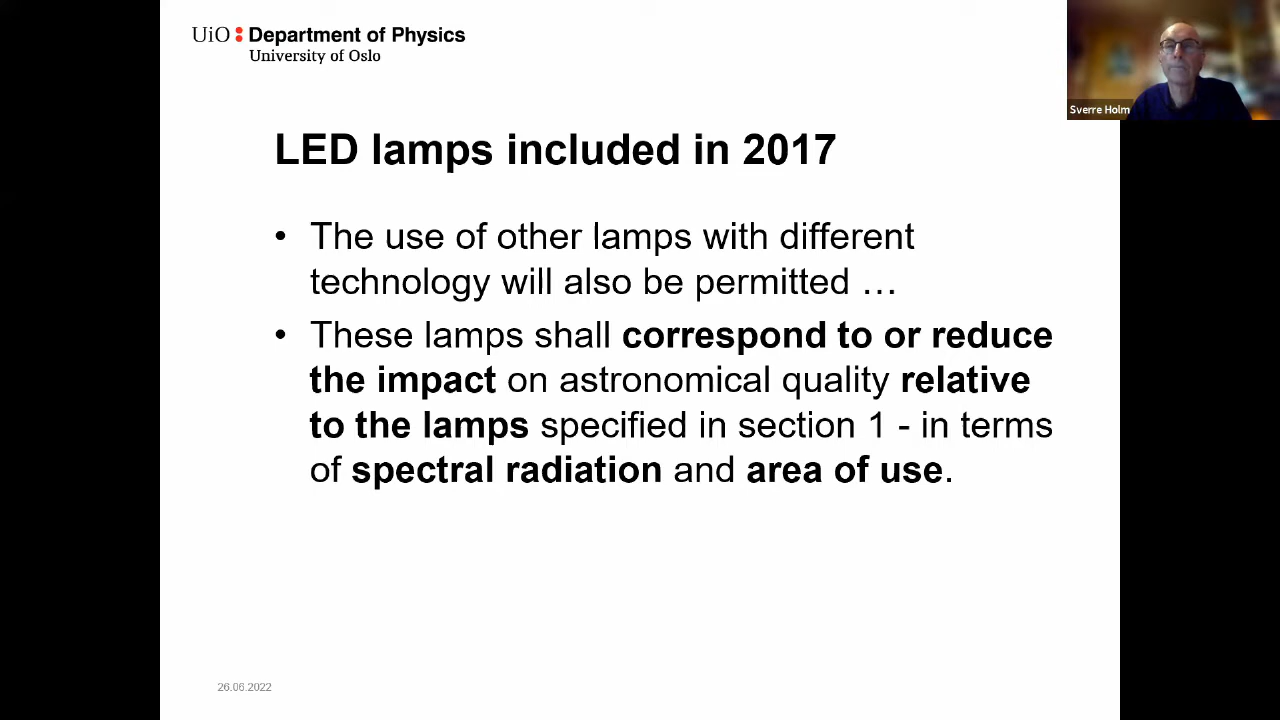 UiO : Department of Physics
University of Oslo
Sverre Holm
LED lamps included in 2017
• The use of other lamps with different
technology will also be permitted …
• These lamps shall correspond to or reduce
the impact on astronomical quality relative
to the lamps specified in section 1 - in terms
of spectral radiation and area of use.
26.06.2022